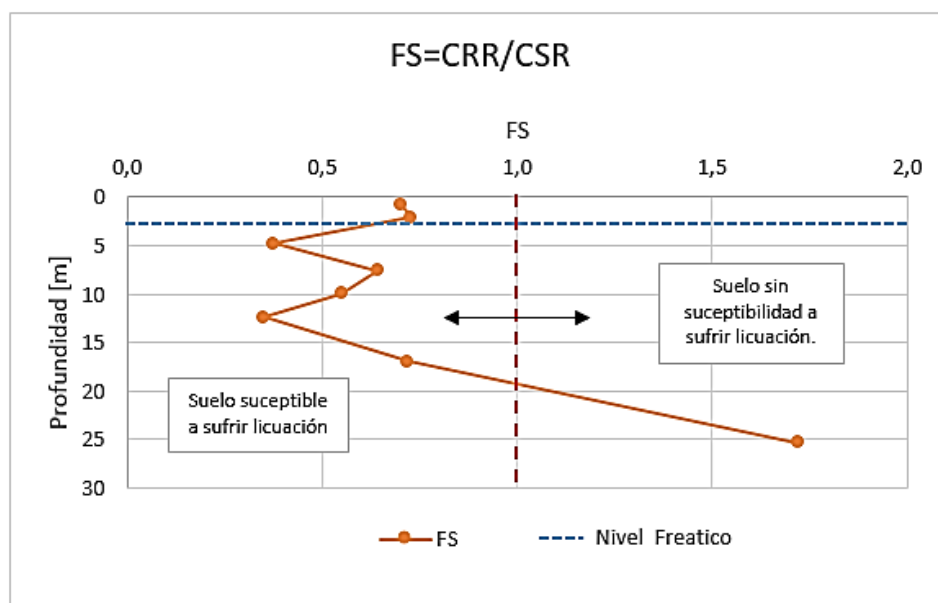 FS=CRR/CSR
FS
0,0 0,5 1,0 1,5 2,0
0
5
10
15
20
25
30
Profundidad [m]
Suelo sin
suceptibilidad a
sufrir licuación.
Suelo suceptible
a sufrir licuación
FS Nivel Freatico